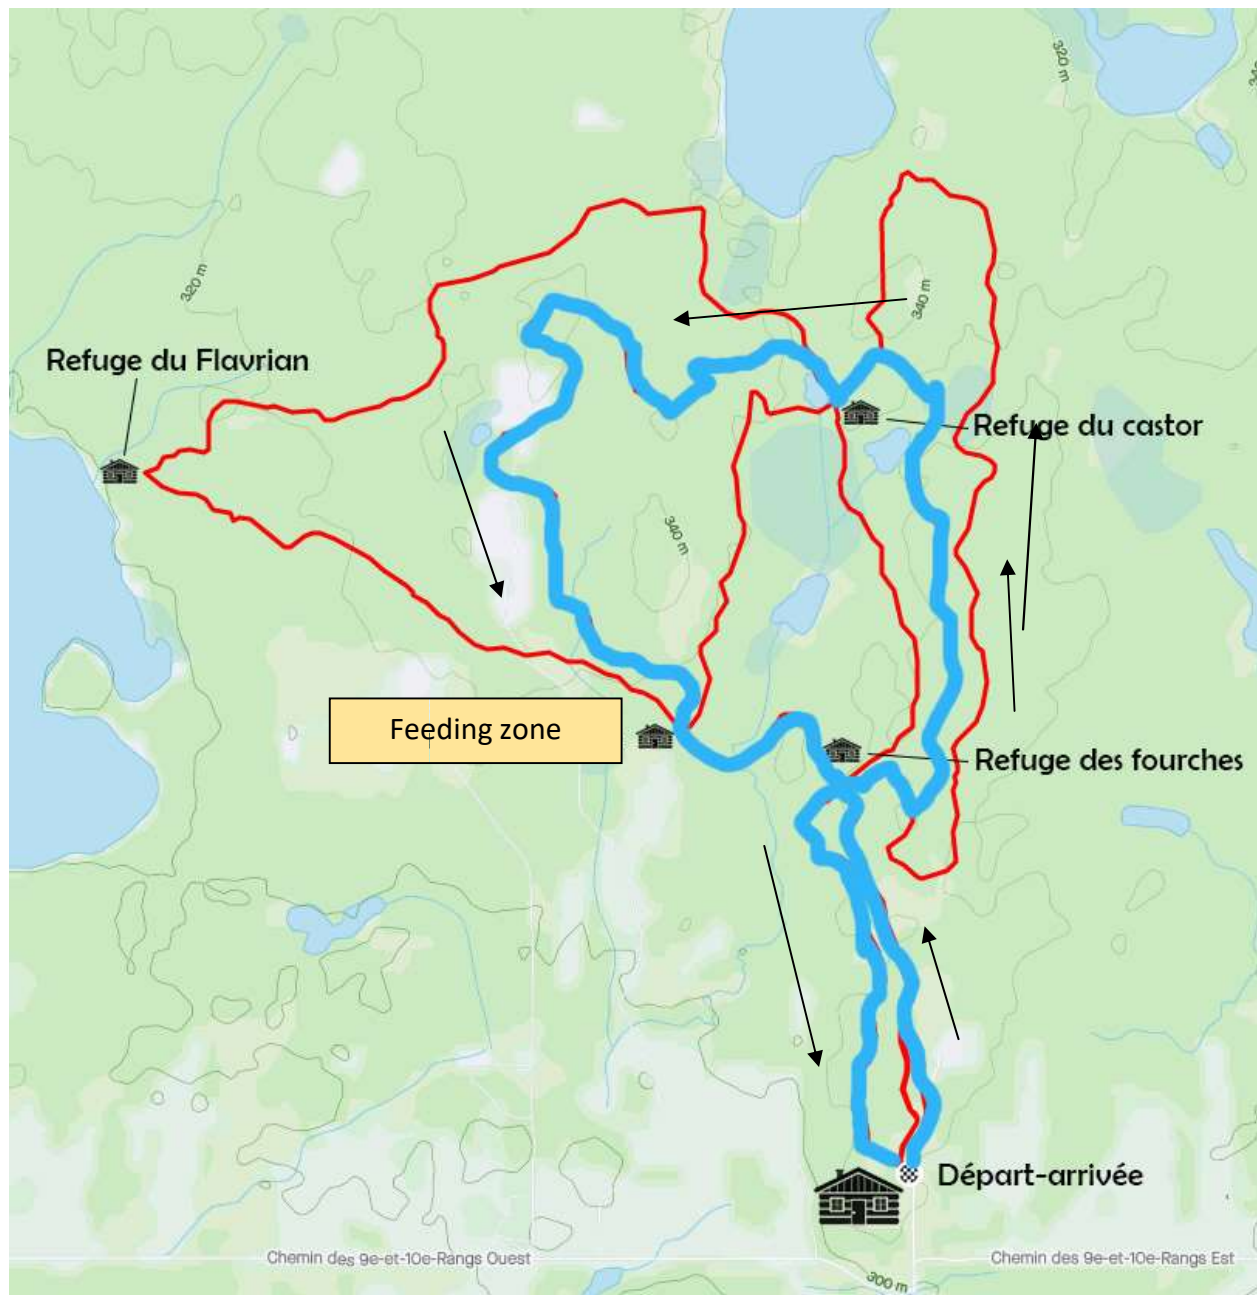 320 m
340
320 m
340 m
Refuge du Flavrian
Refuge du castor
340 m
Feeding zone
Refuge des fourches
Départ-arrivée
Chemin des 9e-et-10e-Rangs Ouest
Chemin des 9e-et-10e-Rangs Est
300 m